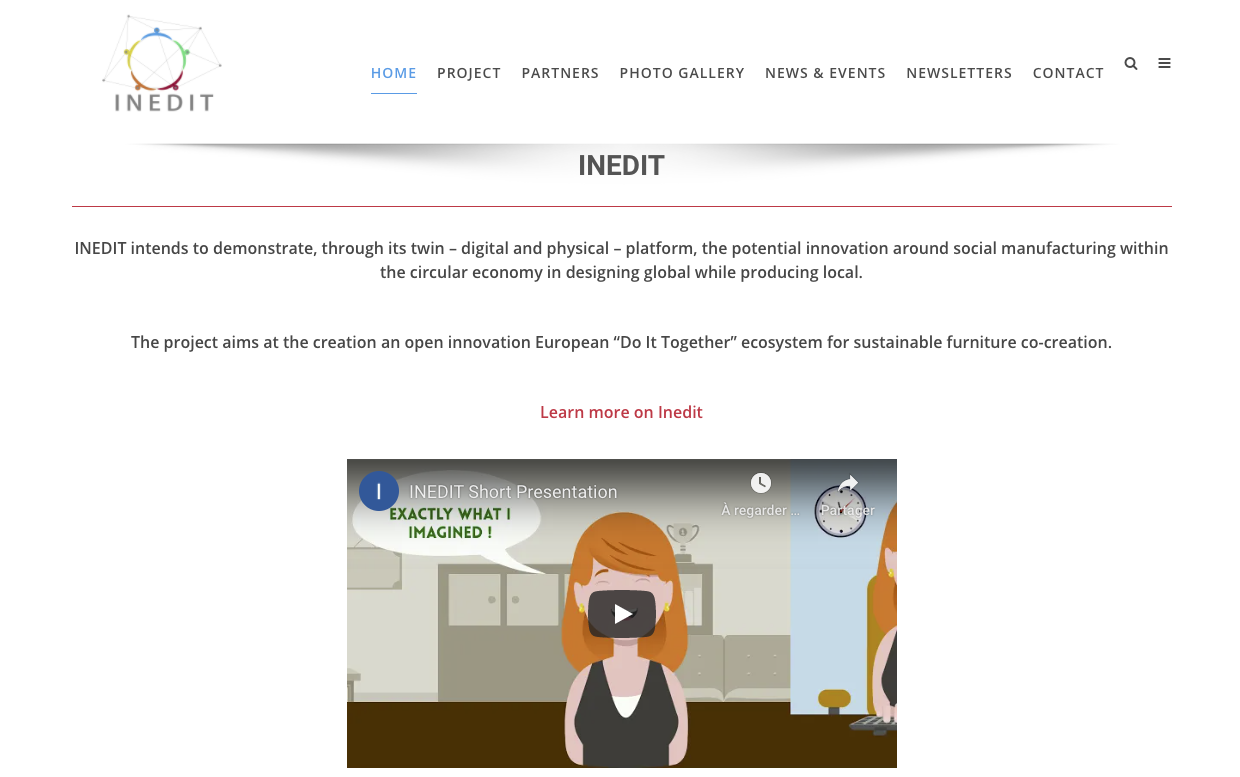 INEDIT
HOME PROJECT PARTNERS PHOTO GALLERY NEWS & EVENTS NEWSLETTERS CONTACT
INEDIT
INEDIT intends to demonstrate, through its twin – digital and physical – platform, the potential innovation around social manufacturing within
the circular economy in designing global while producing local.
The project aims at the creation an open innovation European “Do It Together” ecosystem for sustainable furniture co-creation.
Learn more on Inedit
I INEDIT Short Presentation
À regarder ... Partager
EXACTLY WHAT I
IMAGINED !